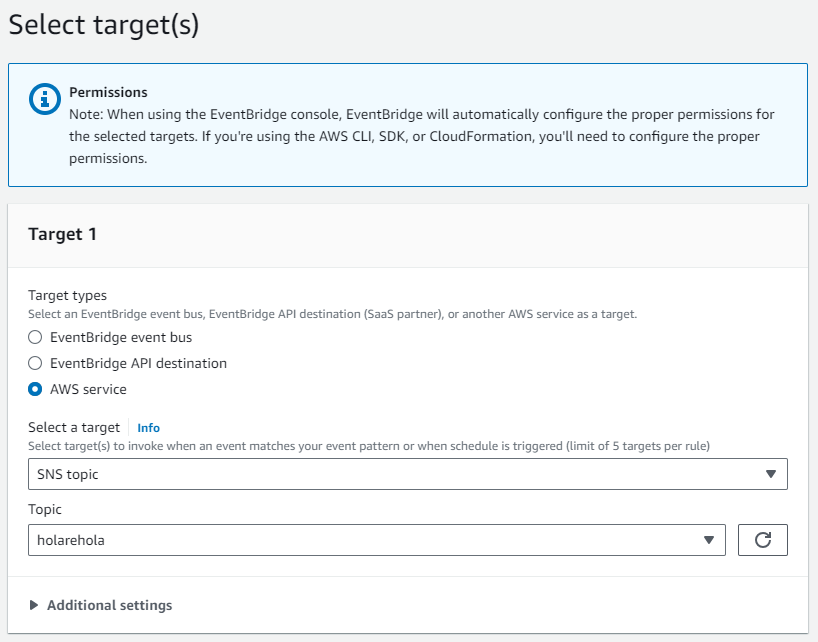 Select target(s)
Permissions
Note: When using the EventBridge console, EventBridge will automatically configure the proper permissions for
the selected targets. If you're using the AWS CLI, SDK, or CloudFormation, you'll need to configure the proper
permissions.
Target 1
Target types
Select an EventBridge event bus, EventBridge API destination (SaaS partner), or another AWS service as a target.
EventBridge event bus
EventBridge API destination
AWS service
Select a target Info
Select target(s) to invoke when an event matches your event pattern or when schedule is triggered (limit of 5 targets per rule)
SNS topic
Topic
holarehola
Additional settings